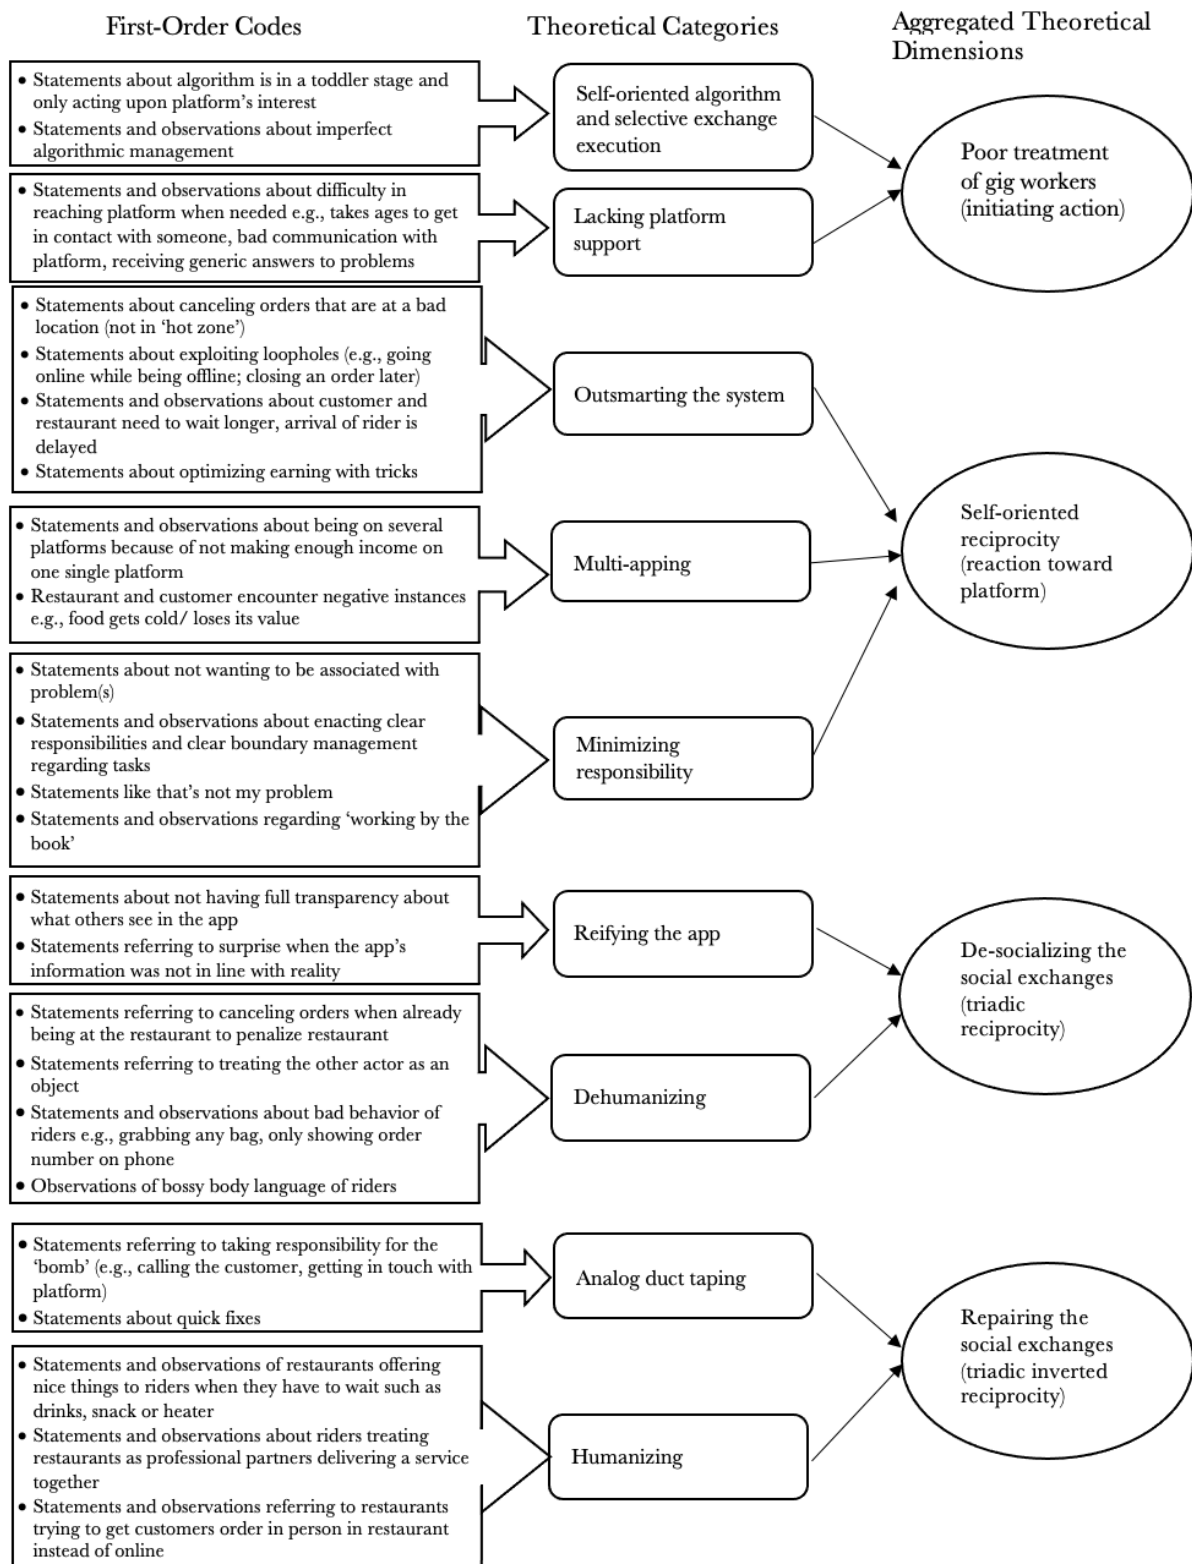 First-Order Codes
Theoretical Categories
Aggregated Theoretical
Dimensions
• Statements about algorithm is in a toddler stage and
only acting upon platform's interest
• Statements and observations about imperfect
algorithmic management
Self-oriented algorithm
and selective exchange
execution
Poor treatment
of gig workers
(initiating action)
• Statements and observations about difficulty in
reaching platform when needed e.g., takes ages to get
in contact with someone, bad communication with
platform, receiving generic answers to problems
Lacking platform
support
• Statements about canceling orders that are at a bad
location (not in 'hot zone')
• Statements about exploiting loopholes (e.g., going
online while being offline; closing an order later)
• Statements and observations about customer and
restaurant need to wait longer, arrival of rider is
delayed
• Statements about optimizing earning with tricks
Outsmarting the system
• Statements and observations about being on several
platforms because of not making enough income on
one single platform
• Restaurant and customer encounter negative instances
e.g., food gets cold/ loses its value
Multi-apping
Self-oriented
reciprocity
(reaction toward
platform)
• Statements about not wanting to be associated with
problem(s)
• Statements and observations about enacting clear
responsibilities and clear boundary management
regarding tasks
• Statements like that's not my problem
• Statements and observations regarding 'working by the
book'
Minimizing
responsibility
• Statements about not having full transparency about
what others see in the app
• Statements referring to surprise when the app's
information was not in line with reality
Reifying the app
De-socializing the
social exchanges
(triadic
reciprocity)
• Statements referring to canceling orders when already
being at the restaurant to penalize restaurant
• Statements referring to treating the other actor as an
object
• Statements and observations about bad behavior of
riders e.g., grabbing any bag, only showing order
number on phone
• Observations of bossy body language of riders
Dehumanizing
• Statements referring to taking responsibility for the
'bomb' (e.g., calling the customer, getting in touch with
platform)
• Statements about quick fixes
Analog duct taping
Repairing the
social exchanges
(triadic inverted
reciprocity)
• Statements and observations of restaurants offering
nice things to riders when they have to wait such as
drinks, snack or heater
• Statements and observations about riders treating
restaurants as professional partners delivering a service
together
• Statements and observations referring to restaurants
trying to get customers order in person in restaurant
instead of online
Humanizing